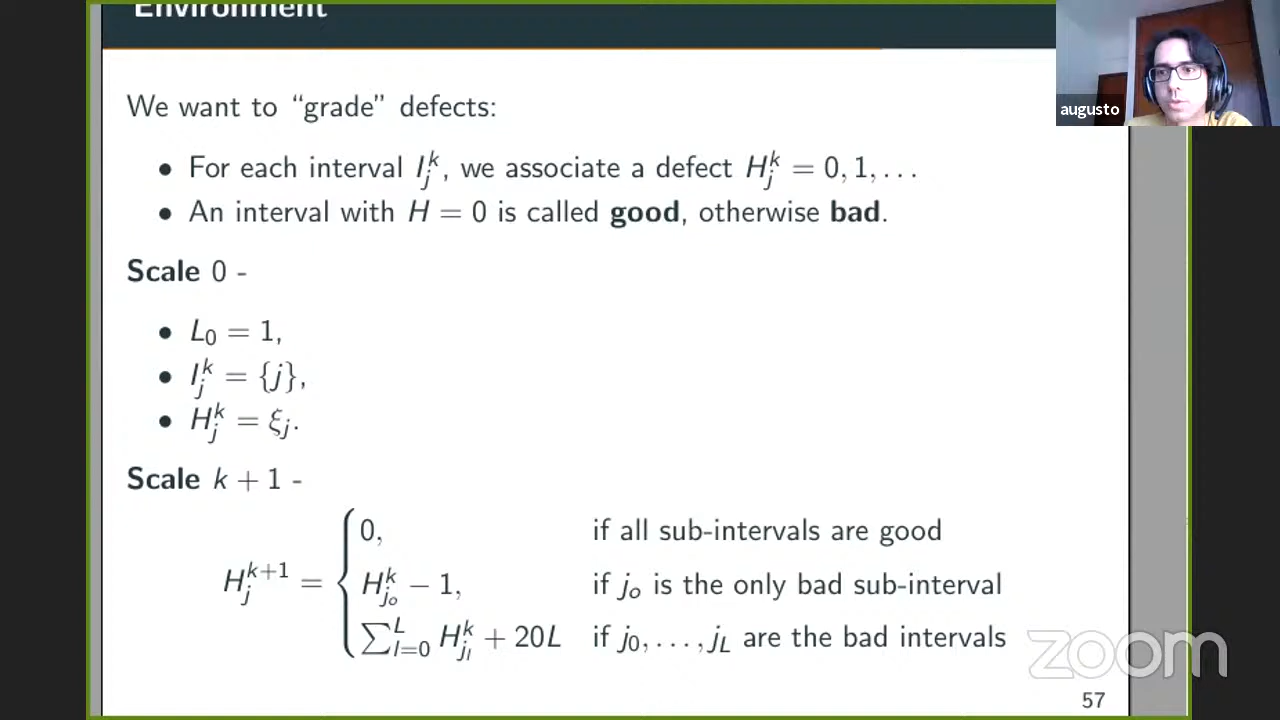 Environment
augusto
We want to “grade” defects:
• For each interval I_j^k, we associate a defect H_j^k = 0, 1, . . .
• An interval with H = 0 is called good, otherwise bad.
Scale 0 -
• L_0 = 1,
• I_j^k = {j},
• H_j^k = ξ_j.
Scale k + 1 -
H_j^{k+1} = { 0, if all sub-intervals are good
H_{j_o}^k − 1, if j_o is the only bad sub-interval
∑_{l=0}^L H_{j_l}^k + 20L if j_0, . . . , j_L are the bad intervals
zoom
57